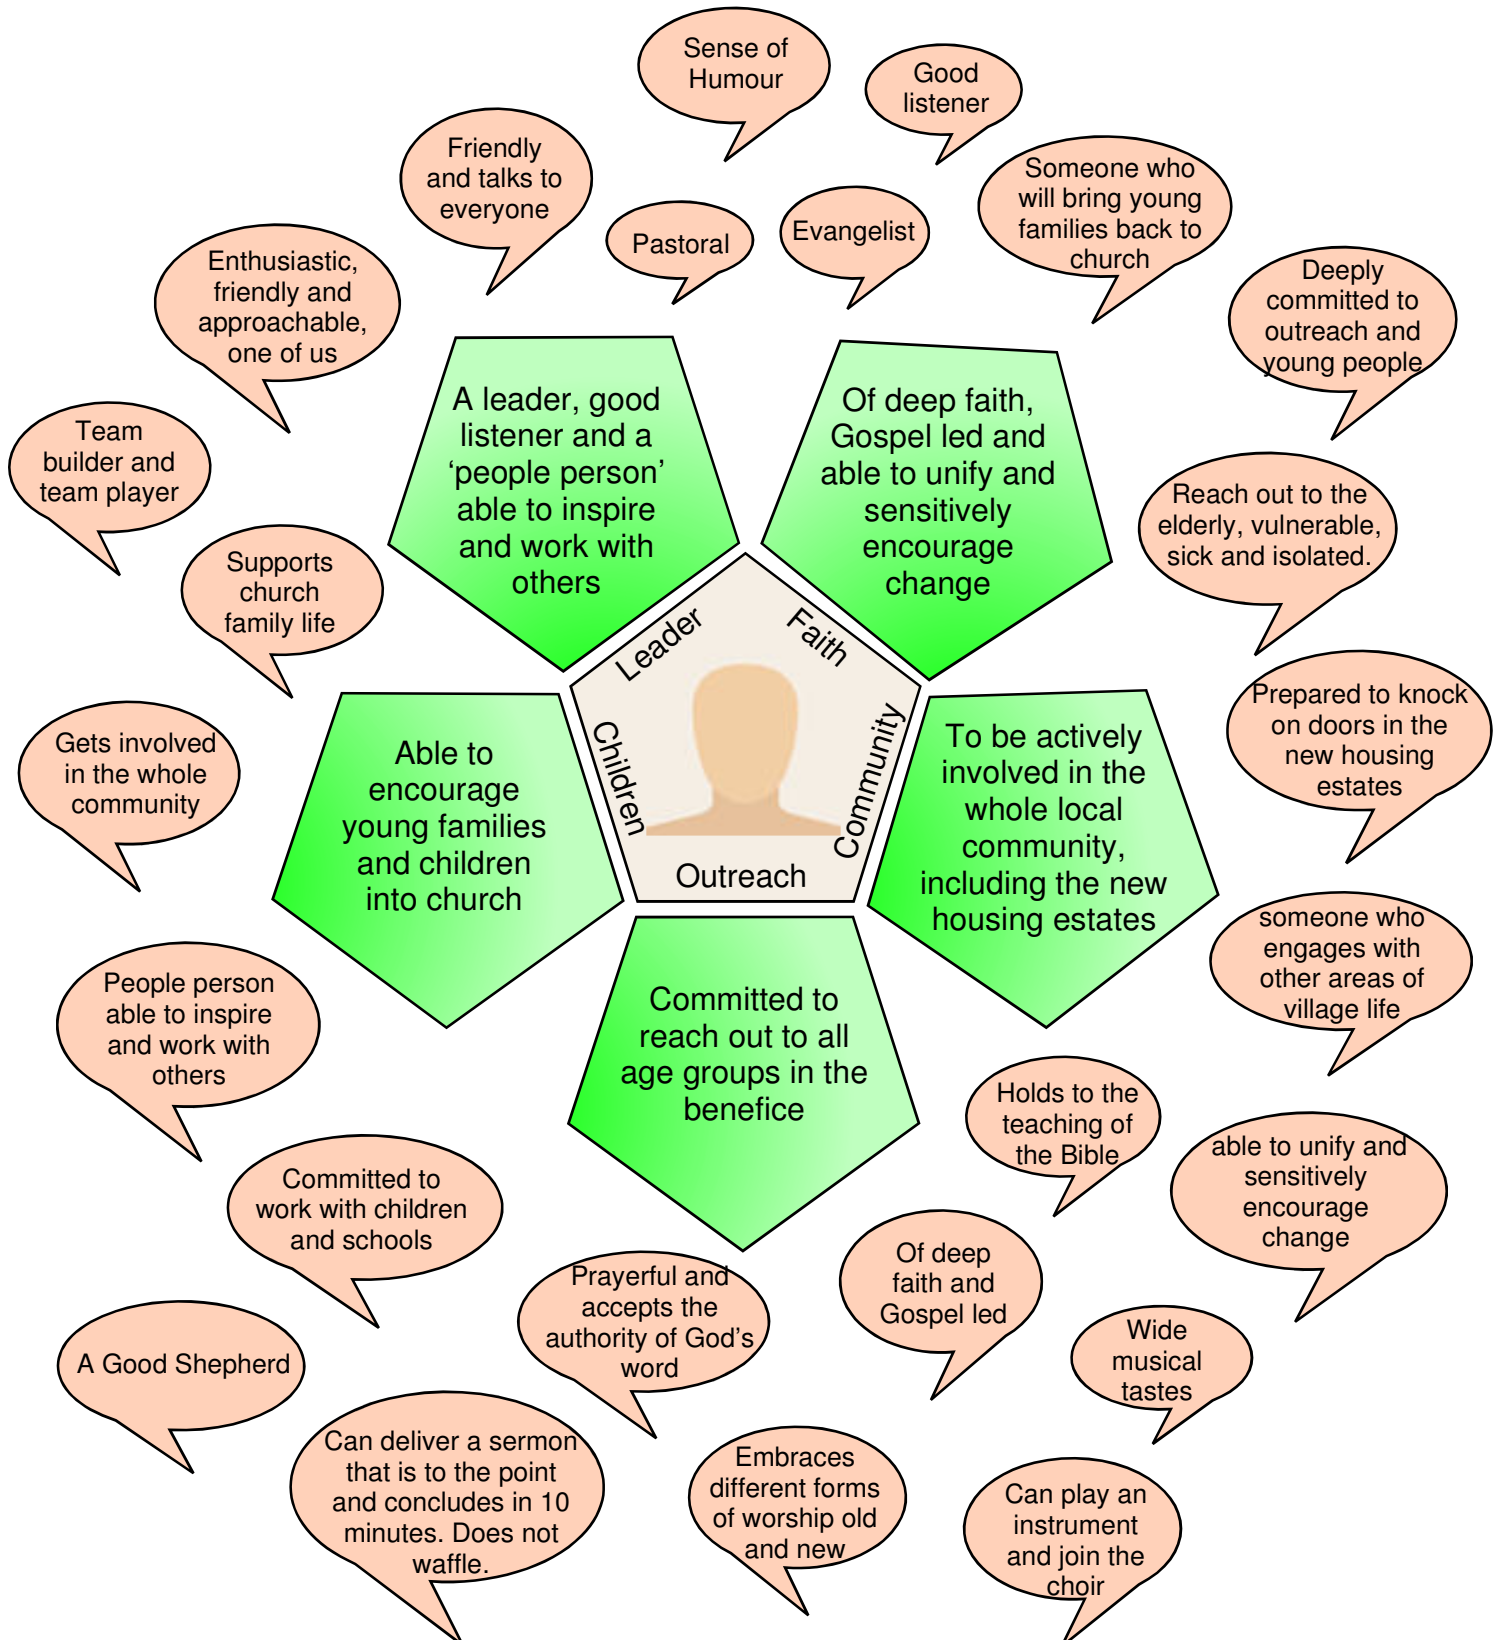 Sense of
Humour
Good
listener
Friendly
and talks to
everyone
Someone who
will bring young
families back to
church
Pastoral
Evangelist
Enthusiastic,
friendly and
approachable,
one of us
Deeply
committed to
outreach and
young people
Team
builder and
team player
A leader, good
listener and a
‘people person’
able to inspire
and work with
others
Of deep faith,
Gospel led and
able to unify and
sensitively
encourage
change
Reach out to the
elderly, vulnerable,
sick and isolated.
Supports
church
family life
Leader
Faith
Children
Community
Outreach
Prepared to knock
on doors in the
new housing
estates
Gets involved
in the whole
community
Able to
encourage
young families
and children
into church
To be actively
involved in the
whole local
community,
including the new
housing estates
someone who
engages with
other areas of
village life
People person
able to inspire
and work with
others
Committed to
reach out to all
age groups in the
benefice
Holds to the
teaching of
the Bible
able to unify and
sensitively
encourage
change
Committed to
work with children
and schools
Prayerful and
accepts the
authority of God’s
word
Of deep
faith and
Gospel led
Wide
musical
tastes
A Good Shepherd
Can deliver a sermon
that is to the point
and concludes in 10
minutes. Does not
waffle.
Embraces
different forms
of worship old
and new
Can play an
instrument
and join the
choir